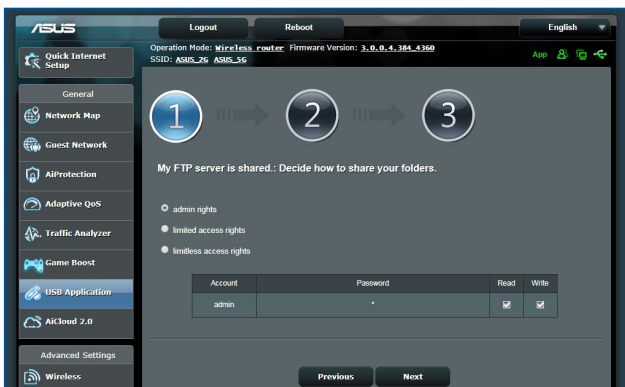 ASUS
Logout
Reboot
English
Quick Internet
Setup
Operation Mode: Wireless router Firmware Version: 3.0.0.4.384_4360
SSID: ASUS_2G ASUS_5G
App
General
Network Map
Guest Network
AiProtection
Adaptive QoS
Traffic Analyzer
Game Boost
USB Application
AiCloud 2.0
Advanced Settings
Wireless
1
2
3
My FTP server is shared.: Decide how to share your folders.
admin rights
limited access rights
limitless access rights
Account Password Read Write
admin *
Previous Next